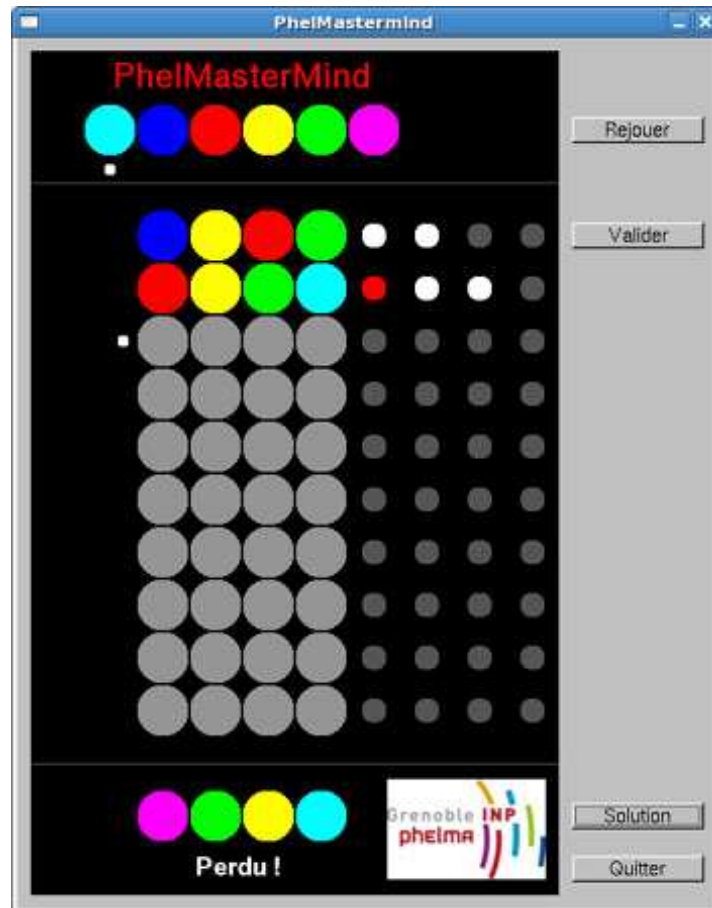 PhelMastermind
PhelMasterMind
Rejouer
Valider
Grenoble INP
phelma
Solution
Perdu !
Quitter